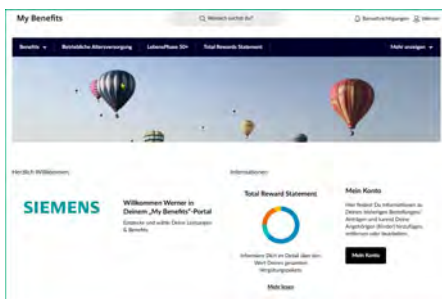 My Benefits
Wonach suchst du?
Benachrichtigungen
Werner
Benefits
Betriebliche Altersversorgung
LebensPhase 50+
Total Rewards Statement
Mehr anzeigen
Herzlich Willkommen
SIEMENS
Willkommen Werner in
Deinem „My Benefits“-Portal
Entdecke und wähle Deine Leistungen
& Benefits
Informationen
Total Reward Statement
Informiere Dich im Detail über den
Wert Deines gesamten
Vergütungspakets
Mehr lesen
Mein Konto
Hier findest Du Informationen zu
Deinen bisherigen Bestellungen/
Anträgen und kannst Deine
Angehörigen (Kinder) hinzufügen,
entfernen oder bearbeiten.
Mein Konto